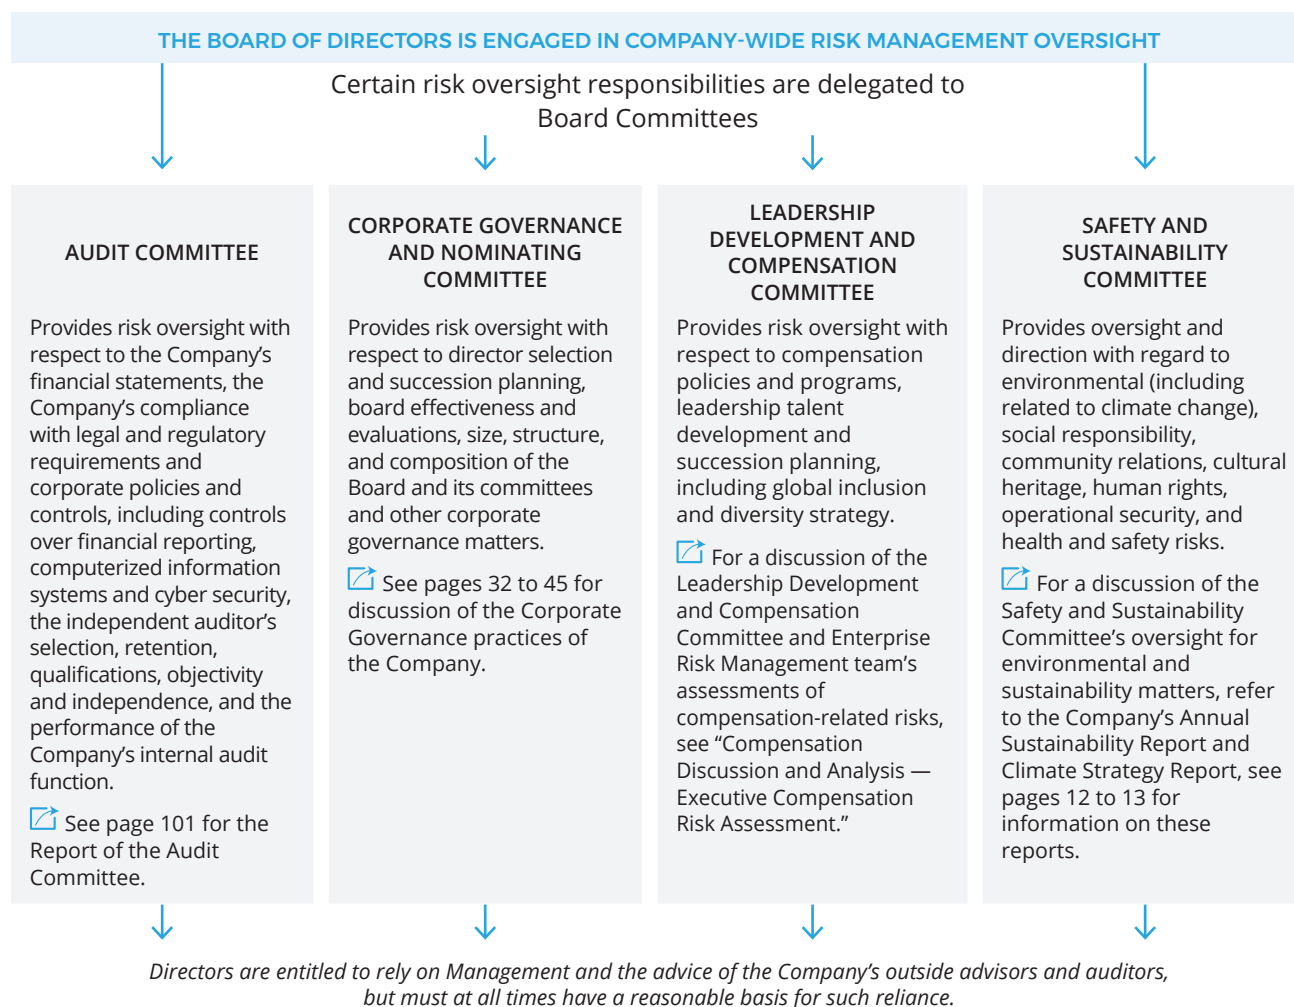 THE BOARD OF DIRECTORS IS ENGAGED IN COMPANY-WIDE RISK MANAGEMENT OVERSIGHT
Certain risk oversight responsibilities are delegated to
Board Committees
AUDIT COMMITTEE
Provides risk oversight with
respect to the Company’s
financial statements, the
Company’s compliance
with legal and regulatory
requirements and
corporate policies and
controls, including controls
over financial reporting,
computerized information
systems and cyber security,
the independent auditor’s
selection, retention,
qualifications, objectivity
and independence, and the
performance of the
Company’s internal audit
function.
See page 101 for the
Report of the Audit
Committee.
CORPORATE GOVERNANCE
AND NOMINATING
COMMITTEE
Provides risk oversight with
respect to director selection
and succession planning,
board effectiveness and
evaluations, size, structure,
and composition of the
Board and its committees
and other corporate
governance matters.
See pages 32 to 45 for
discussion of the Corporate
Governance practices of
the Company.
LEADERSHIP
DEVELOPMENT AND
COMPENSATION
COMMITTEE
Provides risk oversight with
respect to compensation
policies and programs,
leadership talent
development and
succession planning,
including global inclusion
and diversity strategy.
For a discussion of the
Leadership Development
and Compensation
Committee and Enterprise
Risk Management team’s
assessments of
compensation-related risks,
see “Compensation
Discussion and Analysis —
Executive Compensation
Risk Assessment.”
SAFETY AND
SUSTAINABILITY
COMMITTEE
Provides oversight and
direction with regard to
environmental (including
related to climate change),
social responsibility,
community relations, cultural
heritage, human rights,
operational security, and
health and safety risks.
For a discussion of the
Safety and Sustainability
Committee’s oversight for
environmental and
sustainability matters, refer
to the Company’s Annual
Sustainability Report and
Climate Strategy Report, see
pages 12 to 13 for
information on these
reports.
Directors are entitled to rely on Management and the advice of the Company’s outside advisors and auditors,
but must at all times have a reasonable basis for such reliance.